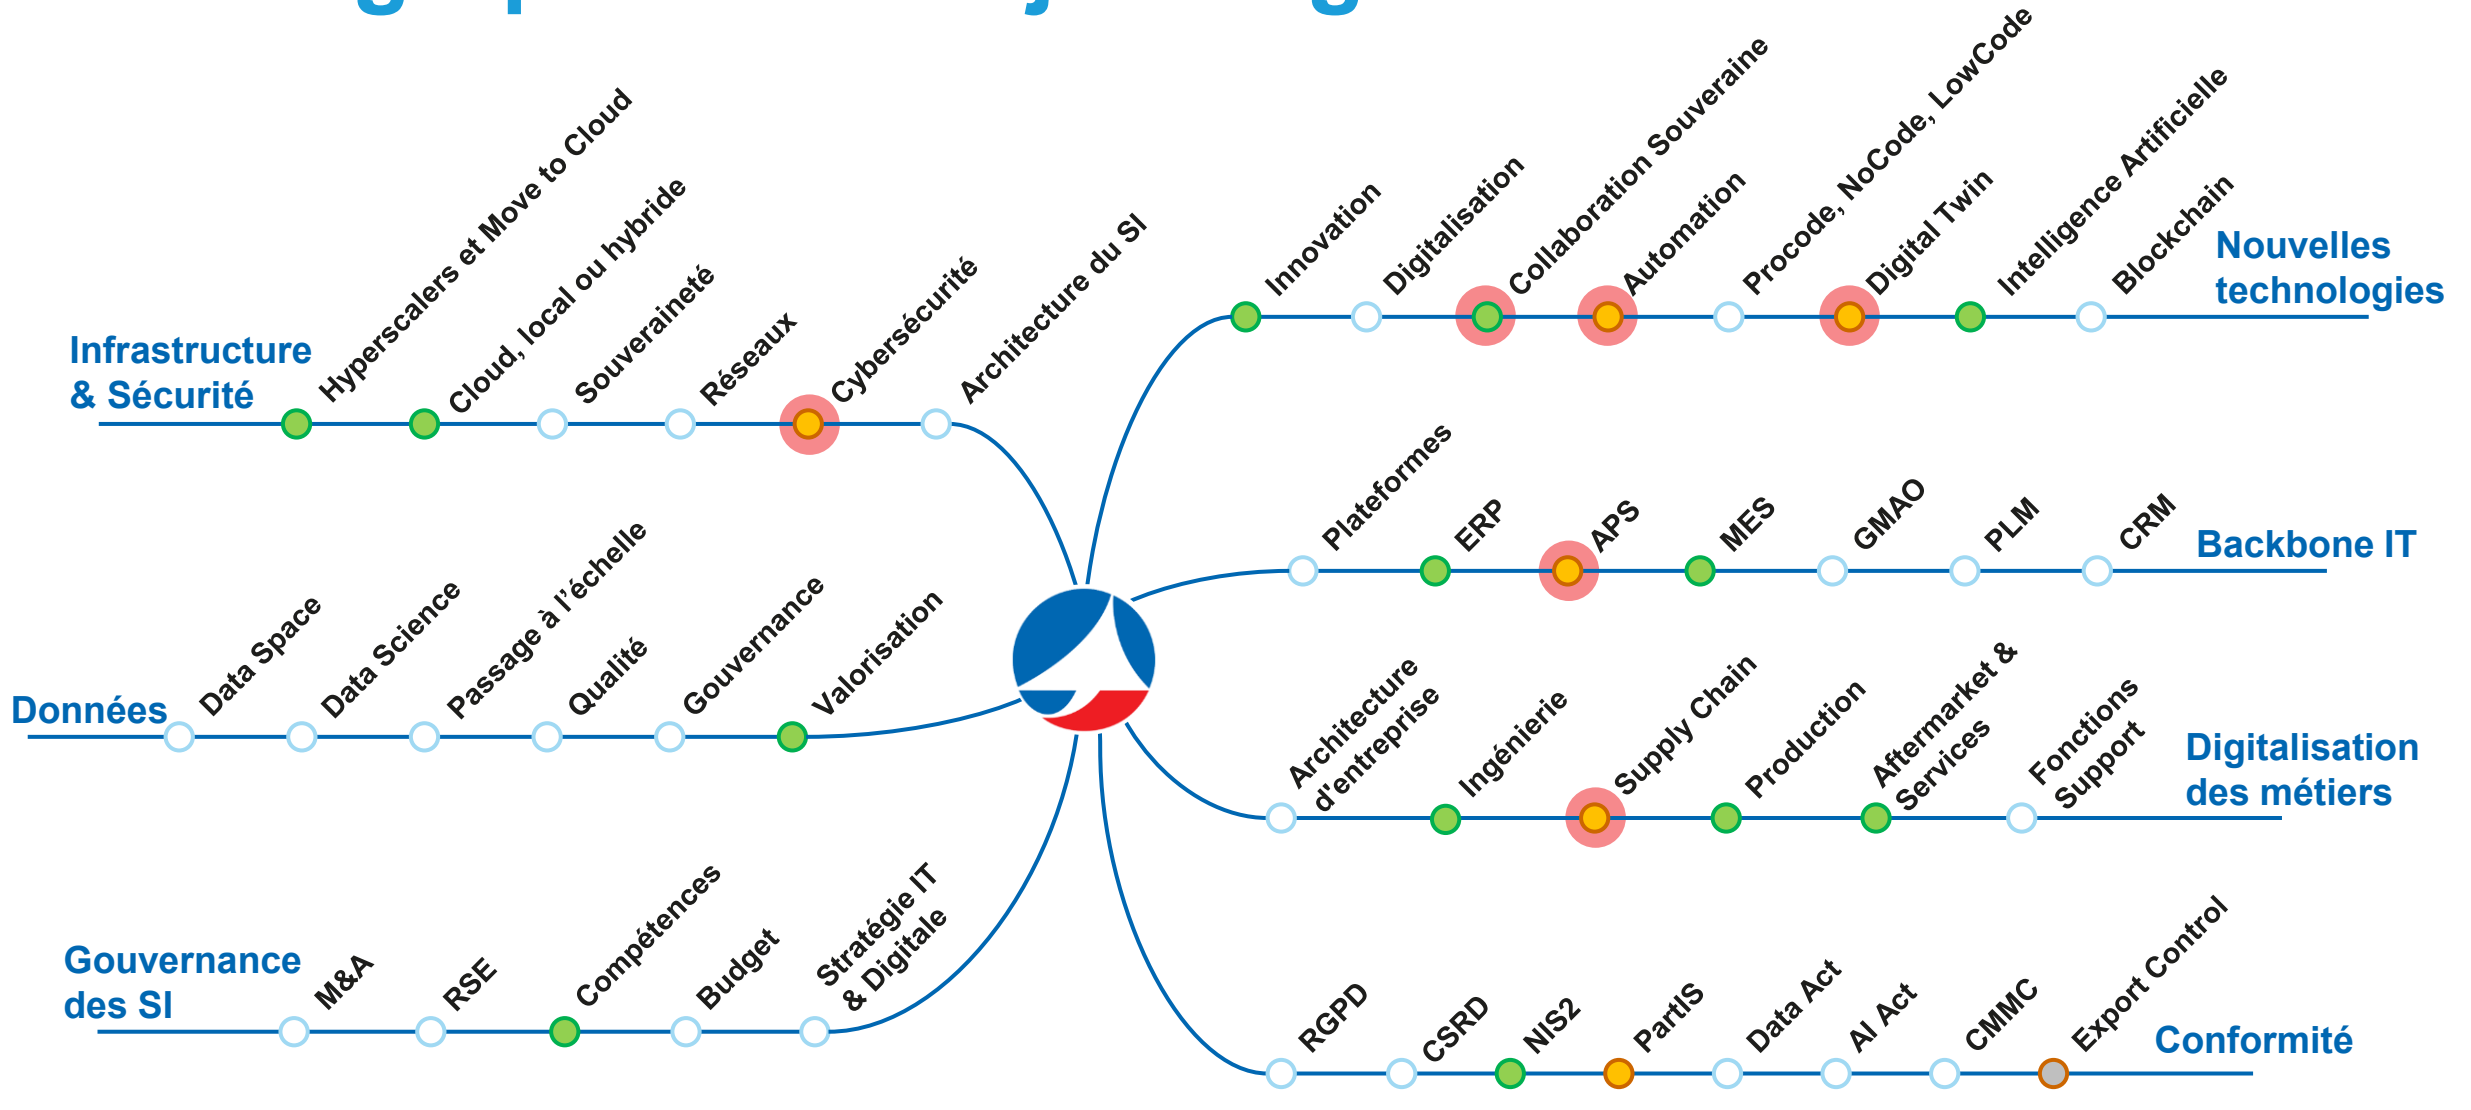 Infrastructure
& Sécurité
Hyperscalers et Move to Cloud
Cloud, local ou hybride
Souveraineté
Réseaux
Cybersécurité
Architecture du SI
Innovation
Digitalisation
Collaboration Souveraine
Automation
Procode, NoCode, LowCode
Digital Twin
Intelligence Artificielle
Blockchain
Nouvelles
technologies
Plateformes
ERP
APS
MES
GMAO
PLM
CRM
Backbone IT
Données
Data Space
Data Science
Passage à l’échelle
Qualité
Gouvernance
Valorisation
Architecture
d'entreprise
Ingénierie
Supply Chain
Production
Aftermarket &
Services
Fonctions
Support
Digitalisation
des métiers
Gouvernance
des SI
M&A
RSE
Compétences
Budget
Stratégie IT
& Digitale
RGPD
CSRD
NIS2
PartIS
Data Act
AI Act
CMMC
Export Control
Conformité